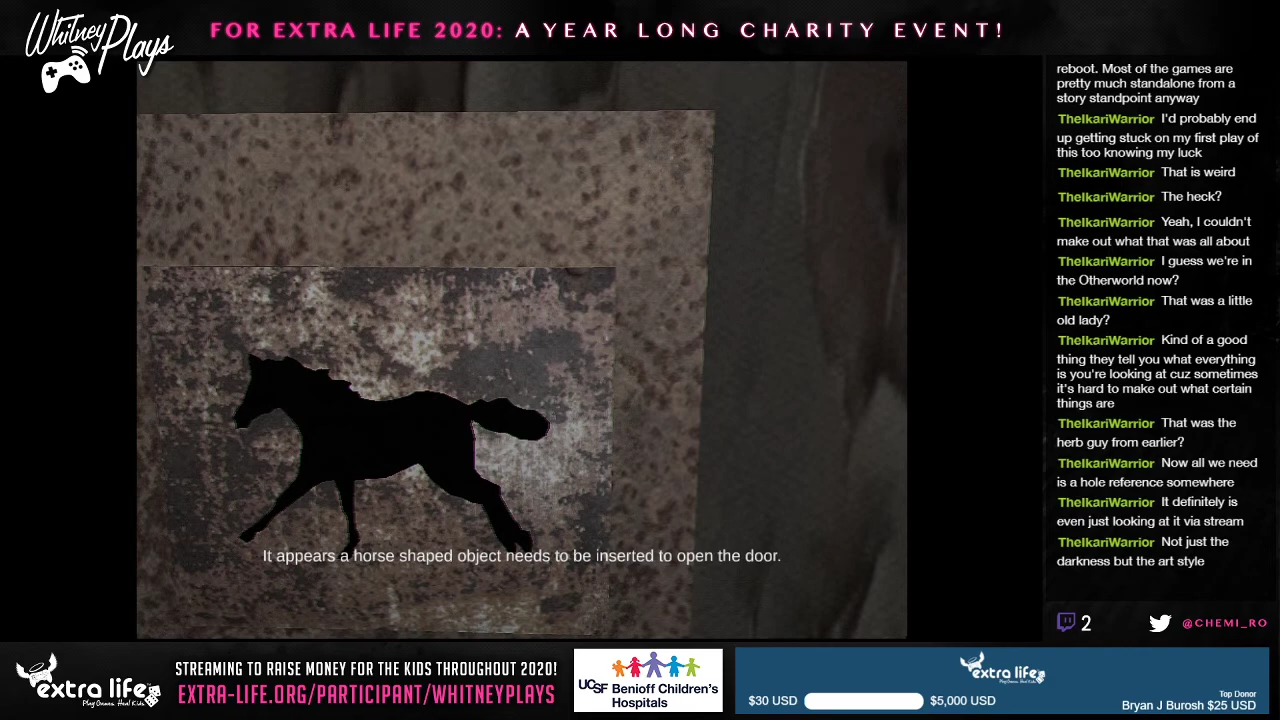 Whitney Plays
FOR EXTRA LIFE 2020: A YEAR LONG CHARITY EVENT!
reboot. Most of the games are
pretty much standalone from a
story standpoint anyway
TheIkariWarrior I'd probably end
up getting stuck on my first play of
this too knowing my luck
TheIkariWarrior That is weird
TheIkariWarrior The heck?
TheIkariWarrior Yeah, I couldn't
make out what that was all about
TheIkariWarrior I guess we're in
the Otherworld now?
TheIkariWarrior That was a little
old lady?
TheIkariWarrior Kind of a good
thing they tell you what everything
is you're looking at cuz sometimes
it's hard to make out what certain
things are
TheIkariWarrior That was the
herb guy from earlier?
TheIkariWarrior Now all we need
is a hole reference somewhere
TheIkariWarrior It definitely is
even just looking at it via stream
TheIkariWarrior Not just the
darkness but the art style
It appears a horse shaped object needs to be inserted to open the door.
2
@CHEMI_RO
extra life
Play Games. Heal Kids.
STREAMING TO RAISE MONEY FOR THE KIDS THROUGHOUT 2020!
EXTRA-LIFE.ORG/PARTICIPANT/WHITNEYPLAYS
UCSF Benioff Children's
Hospitals
extra life
Play Games. Heal Kids.
$30 USD
$5,000 USD
Top Donor
Bryan J Burosh $25 USD